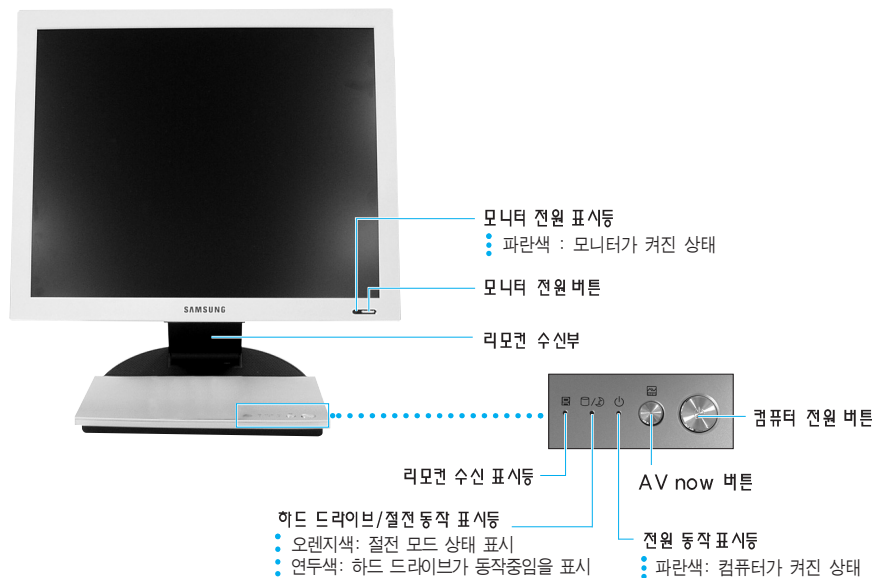 모니터 전원 표시등
파란색 : 모니터가 켜진 상태
모니터 전원 버튼
SAMSUNG
리모컨 수신부
컴퓨터 전원 버튼
리모컨 수신 표시등
AV now 버튼
하드 드라이브/절전 동작 표시등
오렌지색: 절전 모드 상태 표시
연두색: 하드 드라이브가 동작중임을 표시
전원 동작 표시등
파란색: 컴퓨터가 켜진 상태